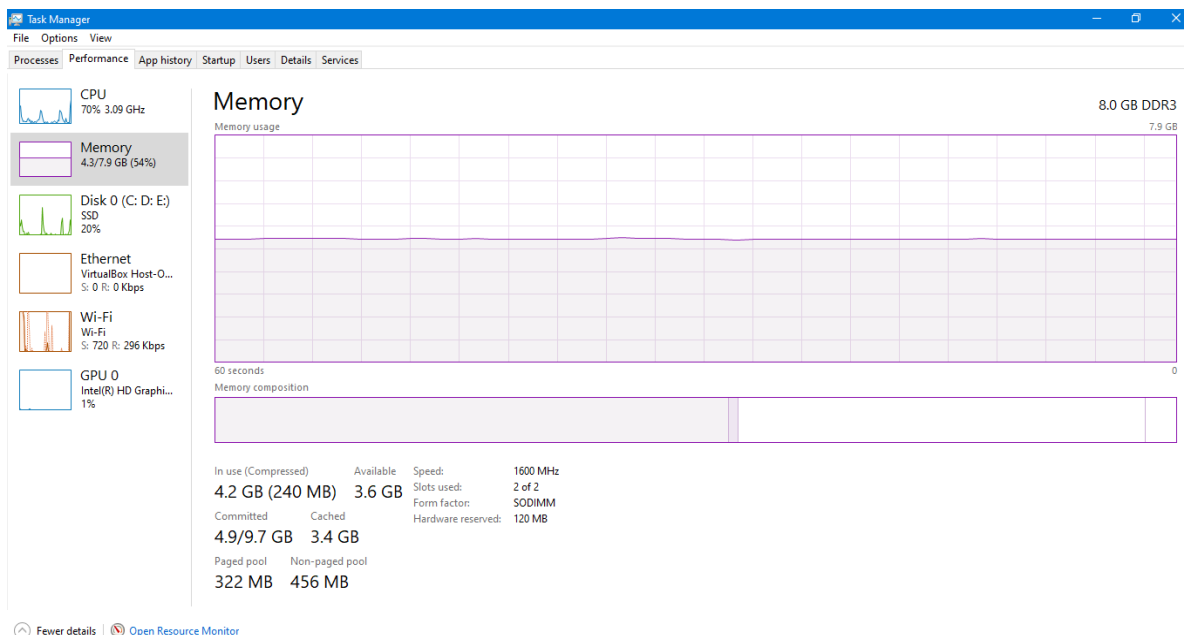 Task Manager
File Options View
Processes Performance App history Startup Users Details Services
CPU
70% 3.09 GHz
Memory
4.3/7.9 GB (54%)
Disk 0 (C: D: E:)
SSD
20%
Ethernet
VirtualBox Host-O...
S: 0 R: 0 Kbps
Wi-Fi
Wi-Fi
S: 720 R: 296 Kbps
GPU 0
Intel(R) HD Graphi...
1%
Memory 8.0 GB DDR3
Memory usage 7.9 GB
60 seconds 0
Memory composition
In use (Compressed) Available
4.2 GB (240 MB) 3.6 GB
Committed Cached
4.9/9.7 GB 3.4 GB
Paged pool Non-paged pool
322 MB 456 MB
Speed: 1600 MHz
Slots used: 2 of 2
Form factor: SODIMM
Hardware reserved: 120 MB
Fewer details Open Resource Monitor